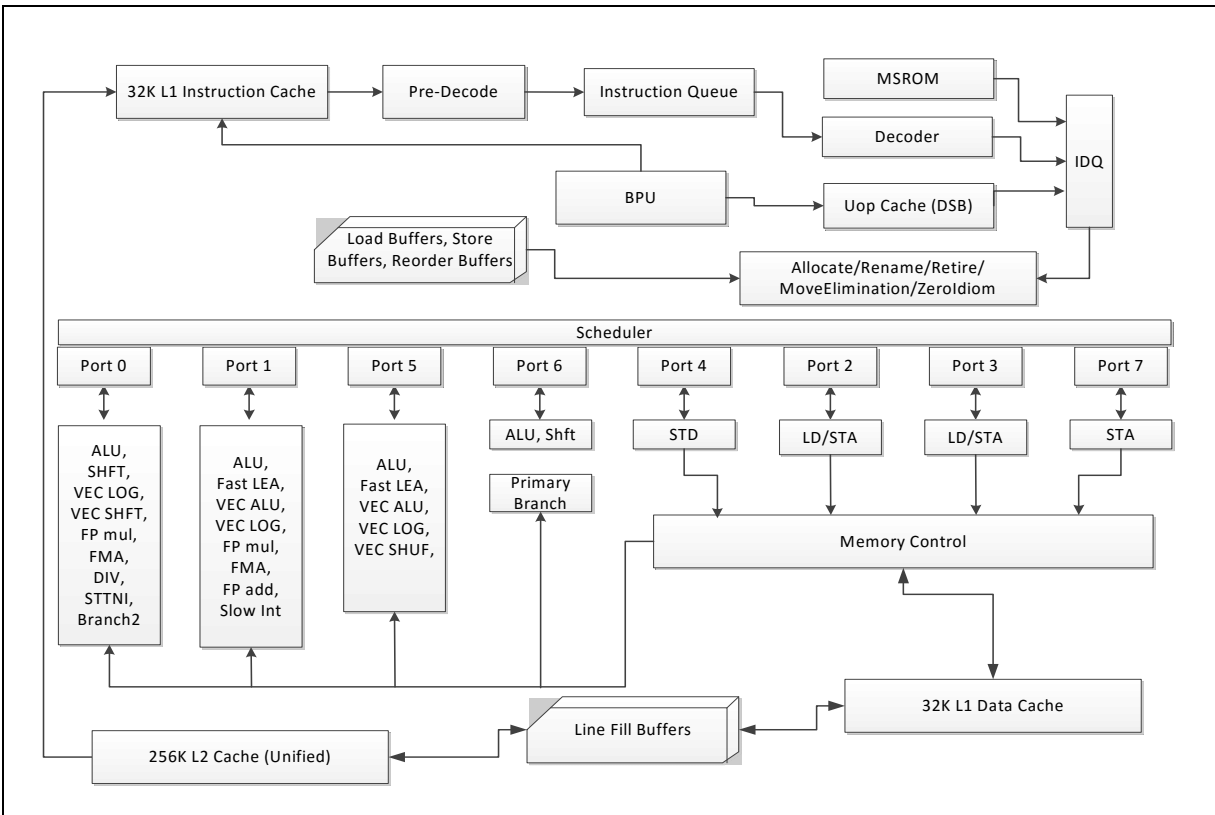 32K L1 Instruction Cache
Pre-Decode
Instruction Queue
MSROM
Decoder
IDQ
BPU
Uop Cache (DSB)
Load Buffers, Store
Buffers, Reorder Buffers
Allocate/Rename/Retire/
MoveElimination/ZeroIdiom
Scheduler
Port 0
Port 1
Port 5
Port 6
Port 4
Port 2
Port 3
Port 7
ALU,
SHFT,
VEC LOG,
VEC SHFT,
FP mul,
FMA,
DIV,
STTNI,
Branch2
ALU,
Fast LEA,
VEC ALU,
VEC LOG,
FP mul,
FMA,
FP add,
Slow Int
ALU,
Fast LEA,
VEC ALU,
VEC LOG,
VEC SHUF,
ALU, Shft
Primary
Branch
STD
LD/STA
LD/STA
STA
Memory Control
32K L1 Data Cache
Line Fill Buffers
256K L2 Cache (Unified)